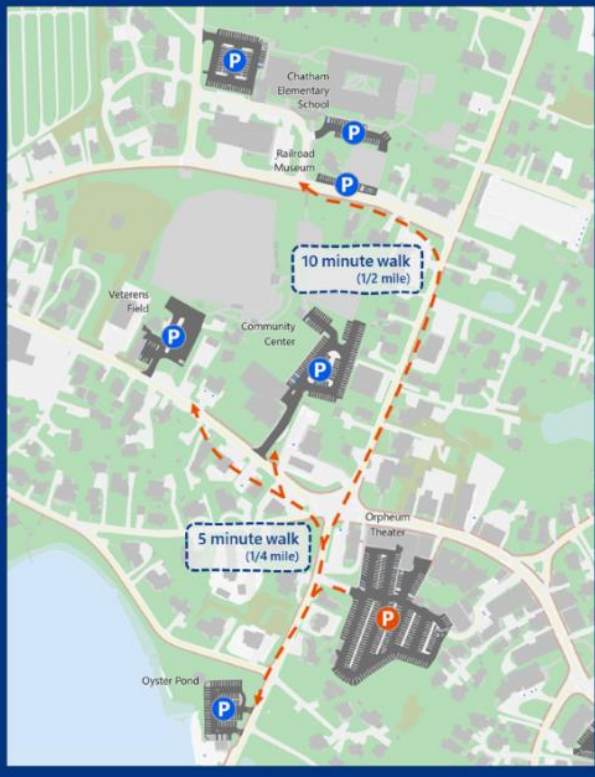 P
Chatham
Elementary
School
P
Railroad
Museum
P
10 minute walk
(1/2 mile)
Veterens
Field
P
Community
Center
P
5 minute walk
(1/4 mile)
Orpheum
Theater
P
Oyster Pond
P